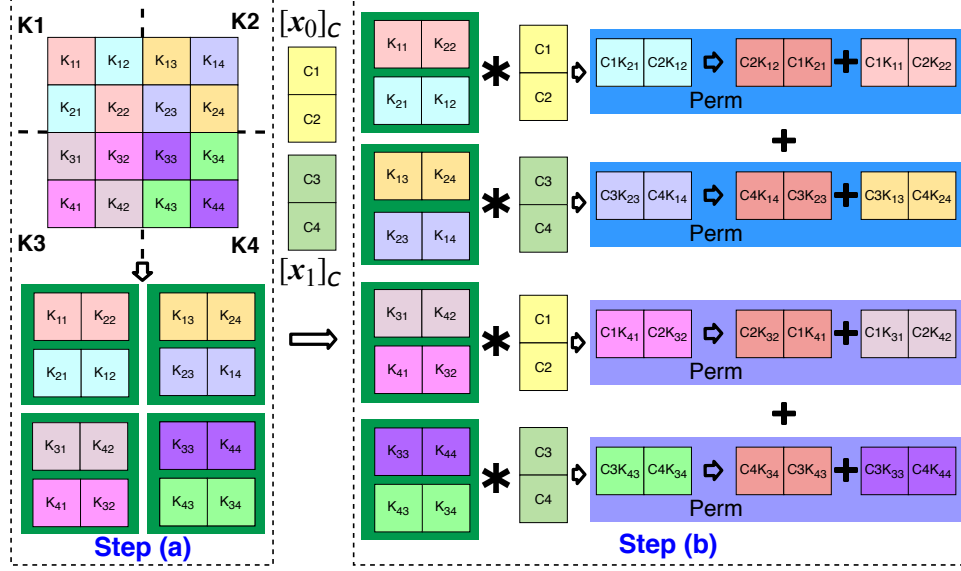 K1 K2
K₁₁ K₁₂ K₁₃ K₁₄
K₂₁ K₂₂ K₂₃ K₂₄
K₃₁ K₃₂ K₃₃ K₃₄
K₄₁ K₄₂ K₄₃ K₄₄
K3 K4
K₁₁ K₂₂ K₁₃ K₂₄
K₂₁ K₁₂ K₂₃ K₁₄
K₃₁ K₄₂ K₃₃ K₄₄
K₄₁ K₃₂ K₄₃ K₃₄
Step (a)
[x₀]_C
C1
C2
C3
C4
[x₁]_C
K₁₁ K₂₂
K₂₁ K₁₂
*
C1
C2
C1K₂₁ C2K₁₂ C2K₁₂ C1K₂₁ + C1K₁₁ C2K₂₂
Perm
+
K₁₃ K₂₄
K₂₃ K₁₄
*
C3
C4
C3K₂₃ C4K₁₄ C4K₁₄ C3K₂₃ + C3K₁₃ C4K₂₄
Perm
K₃₁ K₄₂
K₄₁ K₃₂
*
C1
C2
C1K₄₁ C2K₃₂ C2K₃₂ C1K₄₁ + C1K₃₁ C2K₄₂
Perm
+
K₃₃ K₄₄
K₄₃ K₃₄
*
C3
C4
C3K₄₃ C4K₃₄ C4K₃₄ C3K₄₃ + C3K₃₃ C4K₄₄
Perm
Step (b)